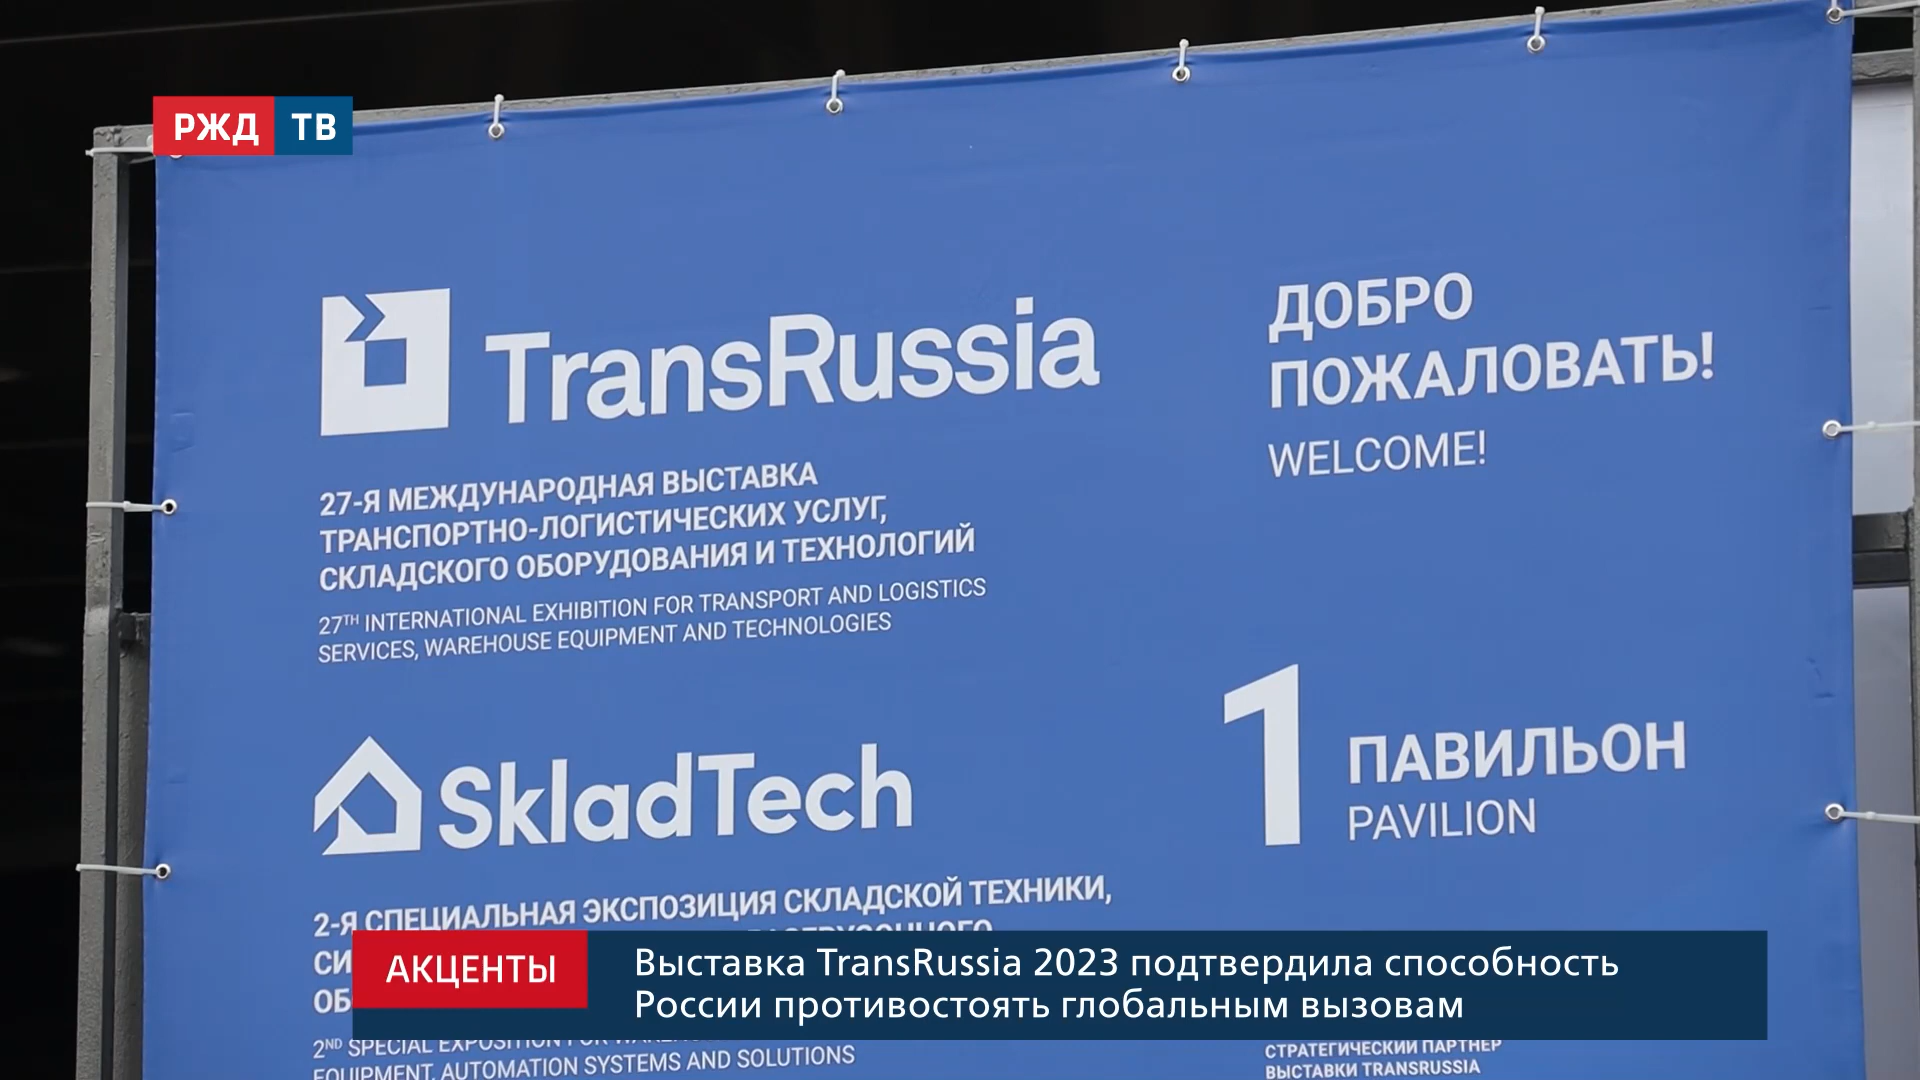 РЖД ТВ
TransRussia
27-Я МЕЖДУНАРОДНАЯ ВЫСТАВКА
ТРАНСПОРТНО-ЛОГИСТИЧЕСКИХ УСЛУГ,
СКЛАДСКОГО ОБОРУДОВАНИЯ И ТЕХНОЛОГИЙ
27TH INTERNATIONAL EXHIBITION FOR TRANSPORT AND LOGISTICS
SERVICES, WAREHOUSE EQUIPMENT AND TECHNOLOGIES
ДОБРО
ПОЖАЛОВАТЬ!
WELCOME!
SkladTech
2-Я СПЕЦИАЛЬНАЯ ЭКСПОЗИЦИЯ СКЛАДСКОЙ ТЕХНИКИ,
1 ПАВИЛЬОН
PAVILION
2ND SPECIAL EXPOSITION FOR
EQUIPMENT, AUTOMATION SYSTEMS AND SOLUTIONS
СТРАТЕГИЧЕСКИЙ ПАРТНЕР
ВЫСТАВКИ TRANSRUSSIA
АКЦЕНТЫ
Выставка TransRussia 2023 подтвердила способность
России противостоять глобальным вызовам